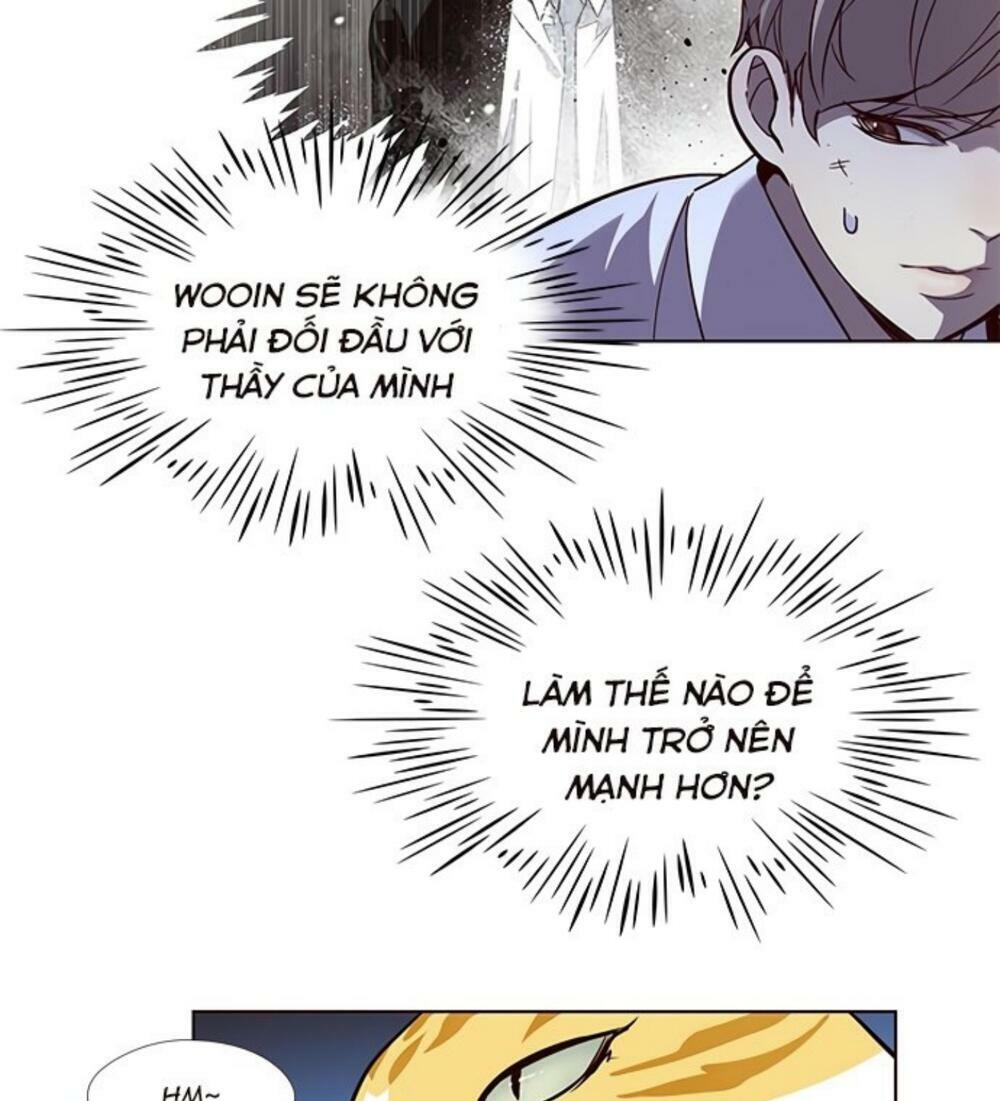 WOOIN SẼ KHÔNG
PHẢI ĐỐI ĐẦU VỚI
THẦY CỦA MÌNH
LÀM THẾ NÀO ĐỂ
MÌNH TRỞ NÊN
MẠNH HƠN?
HM~